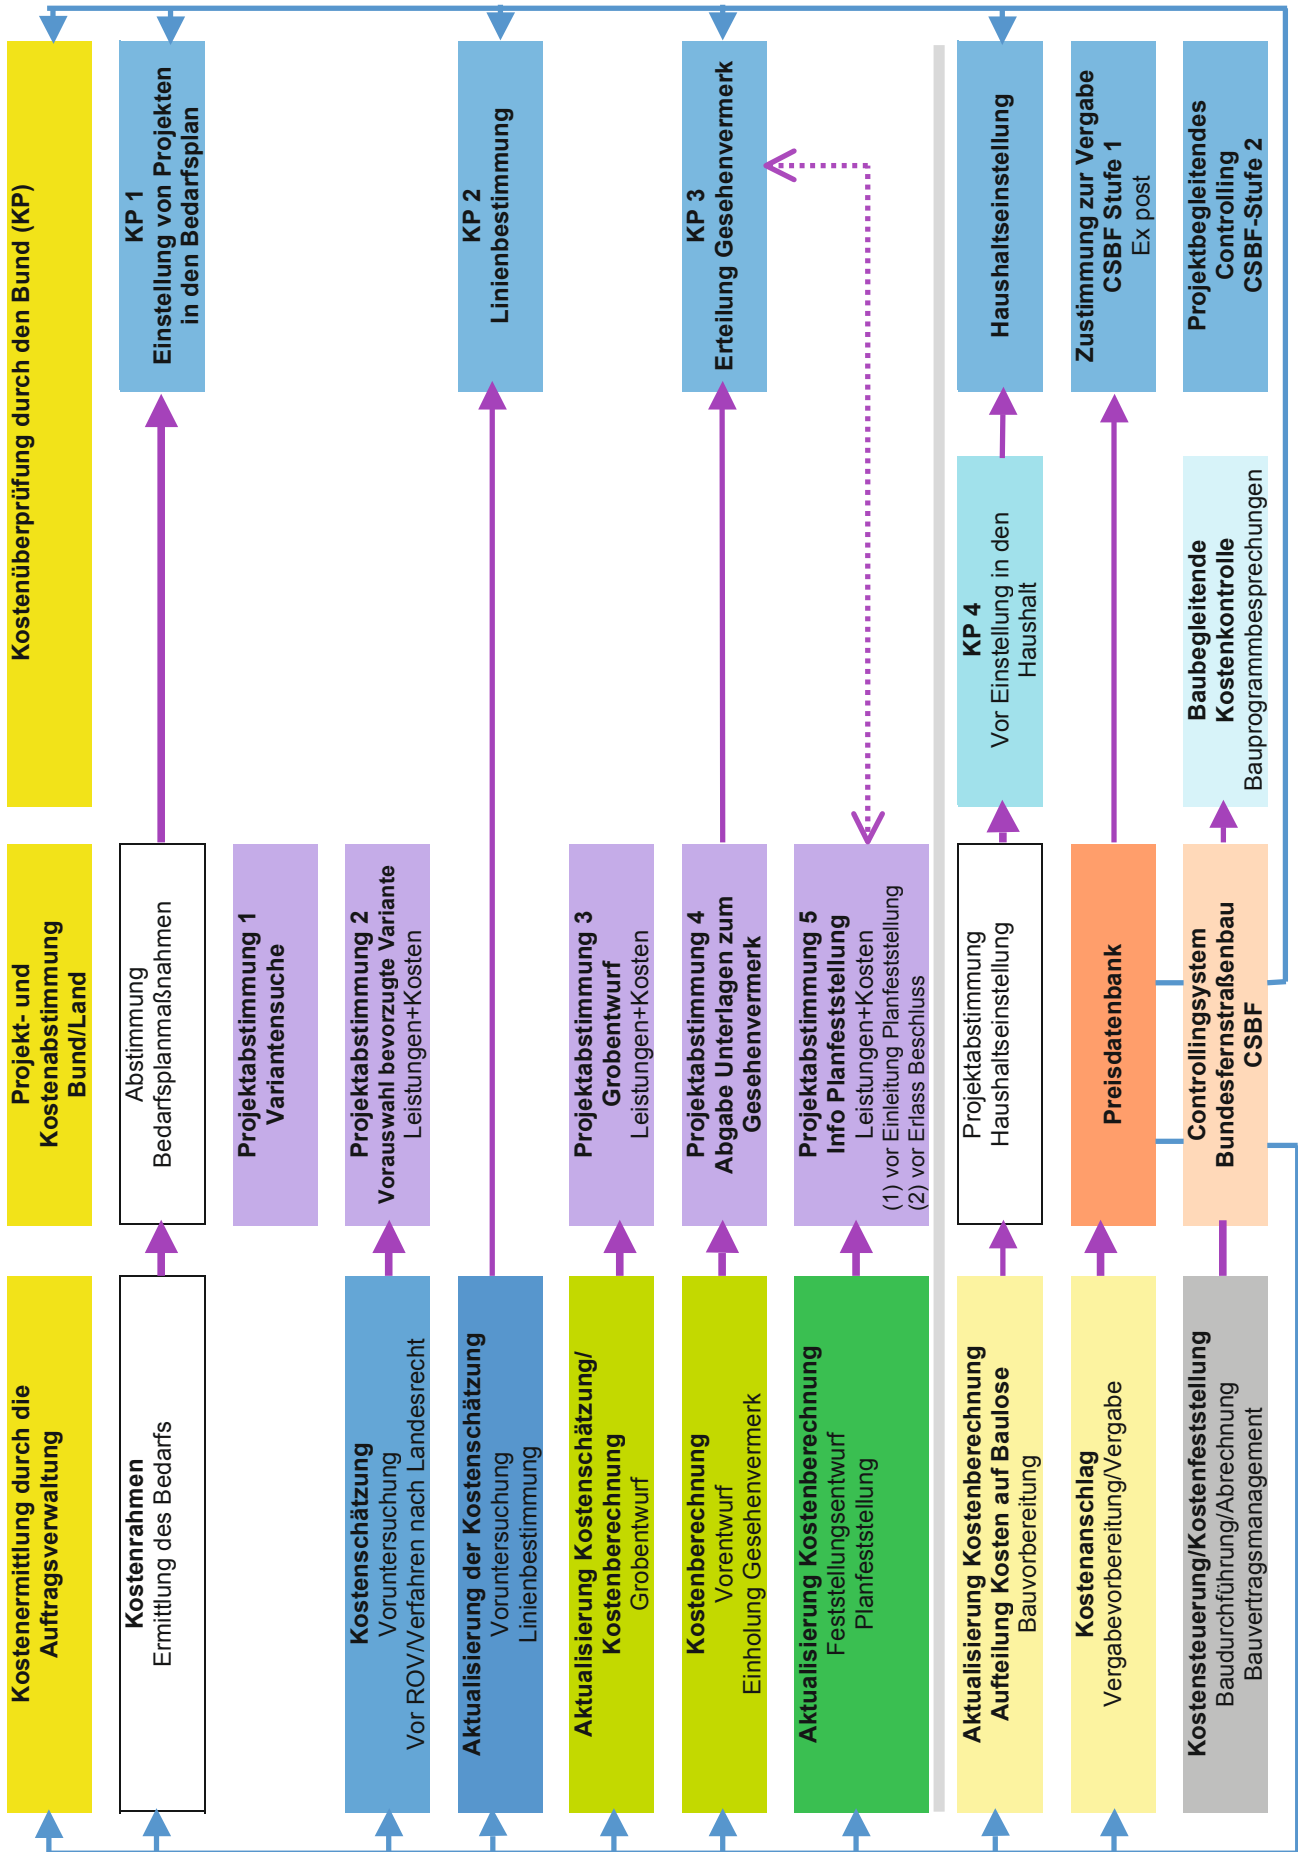 Kostenermittlung durch die
Auftragsverwaltung
Projekt- und
Kostenabstimmung
Bund/Land
Kostenüberprüfung durch den Bund (KP)
Kostenrahmen
Ermittlung des Bedarfs
Abstimmung
Bedarfsplanmaßnahmen
KP 1
Einstellung von Projekten
in den Bedarfsplan
Projektabstimmung 1
Variantensuche
Kostenschätzung
Voruntersuchung
Vor ROV/Verfahren nach Landesrecht
Projektabstimmung 2
Vorauswahl bevorzugte Variante
Leistungen+Kosten
Aktualisierung der Kostenschätzung
Voruntersuchung
Linienbestimmung
KP 2
Linienbestimmung
Aktualisierung Kostenschätzung/
Kostenberechnung
Grobentwurf
Projektabstimmung 3
Grobentwurf
Leistungen+Kosten
Kostenberechnung
Vorentwurf
Einholung Gesehenvermerk
Projektabstimmung 4
Abgabe Unterlagen zum
Gesehenvermerk
KP 3
Erteilung Gesehenvermerk
Aktualisierung Kostenberechnung
Feststellungsentwurf
Planfeststellung
Projektabstimmung 5
Info Planfeststellung
Leistungen+Kosten
(1) vor Einleitung Planfeststellung
(2) vor Erlass Beschluss
Aktualisierung Kostenberechnung
Aufteilung Kosten auf Baulose
Bauvorbereitung
Projektabstimmung
Haushaltseinstellung
KP 4
Vor Einstellung in den
Haushalt
Haushaltseinstellung
Kostenanschlag
Vergabevorbereitung/Vergabe
Preisdatenbank
Zustimmung zur Vergabe
CSBF Stufe 1
Ex post
Kostensteuerung/Kostenfeststellung
Baudurchführung/Abrechnung
Bauvertragsmanagement
Controllingsystem
Bundesfernstraßenbau
CSBF
Baubegleitende
Kostenkontrolle
Bauprogrammbesprechungen
Projektbegleitendes
Controlling
CSBF-Stufe 2